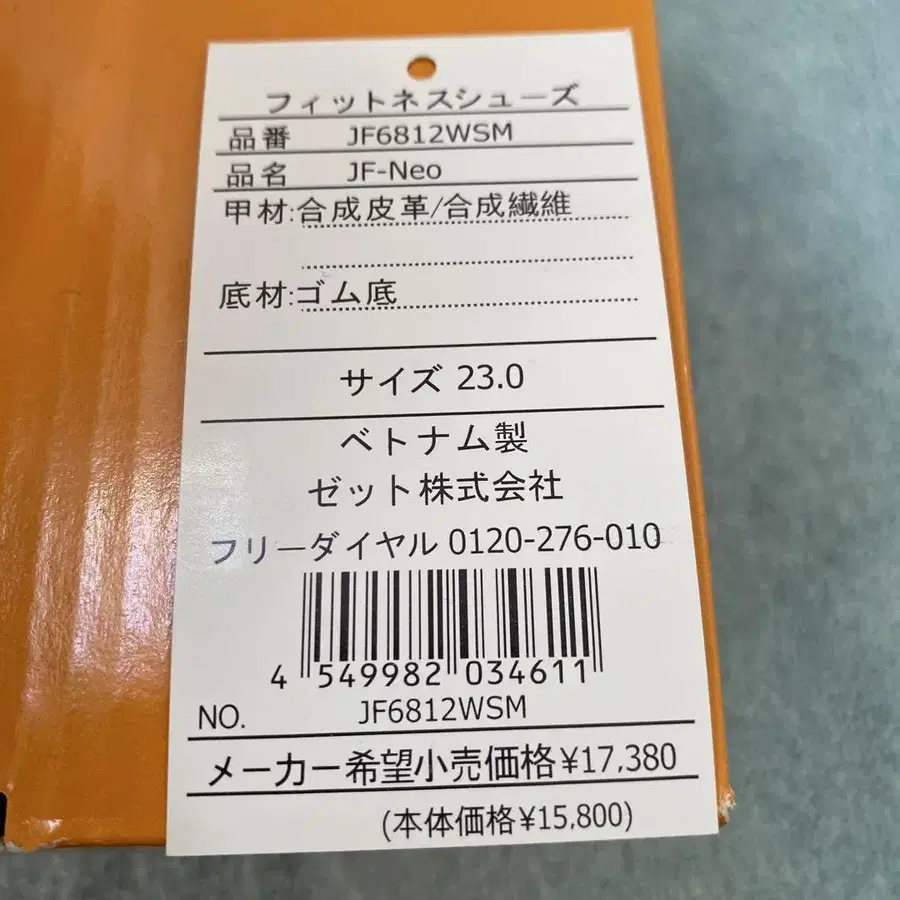 フィットネスシューズ
品番 JF6812WSM
品名 JF-Neo
甲材:合成皮革/合成繊維
底材:ゴム底
サイズ 23.0
ベトナム製
ゼット株式会社
フリーダイヤル 0120-276-010
4 549982 034611
NO. JF6812WSM
メーカー希望小売価格¥17,380
(本体価格¥15,800)